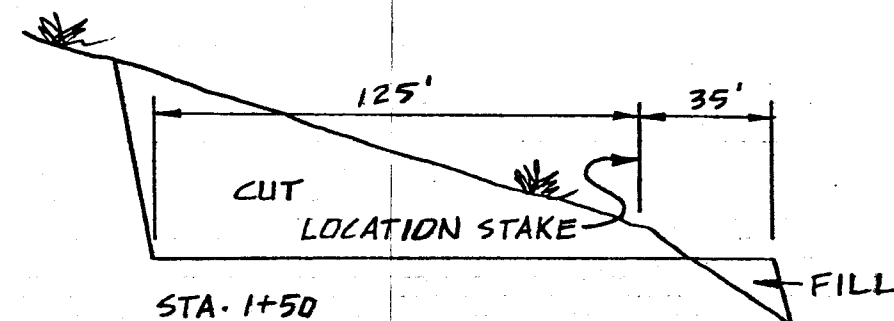 125'
35'
CUT
LOCATION STAKE
FILL
STA. 1+50